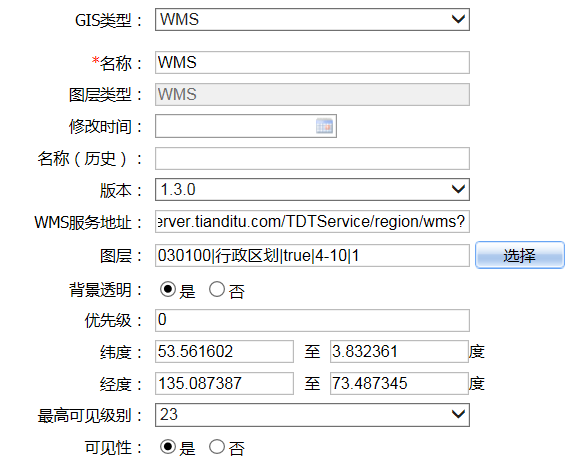 GIS类型： WMS
*名称： WMS
图层类型： WMS
修改时间：
名称（历史）：
版本： 1.3.0
WMS服务地址： erver.tianditu.com/TDTService/region/wms?
图层： 030100|行政区划|true|4-10|1 选择
背景透明： 是 否
优先级： 0
纬度： 53.561602 至 3.832361 度
经度： 135.087387 至 73.487345 度
最高可见级别： 23
可见性： 是 否